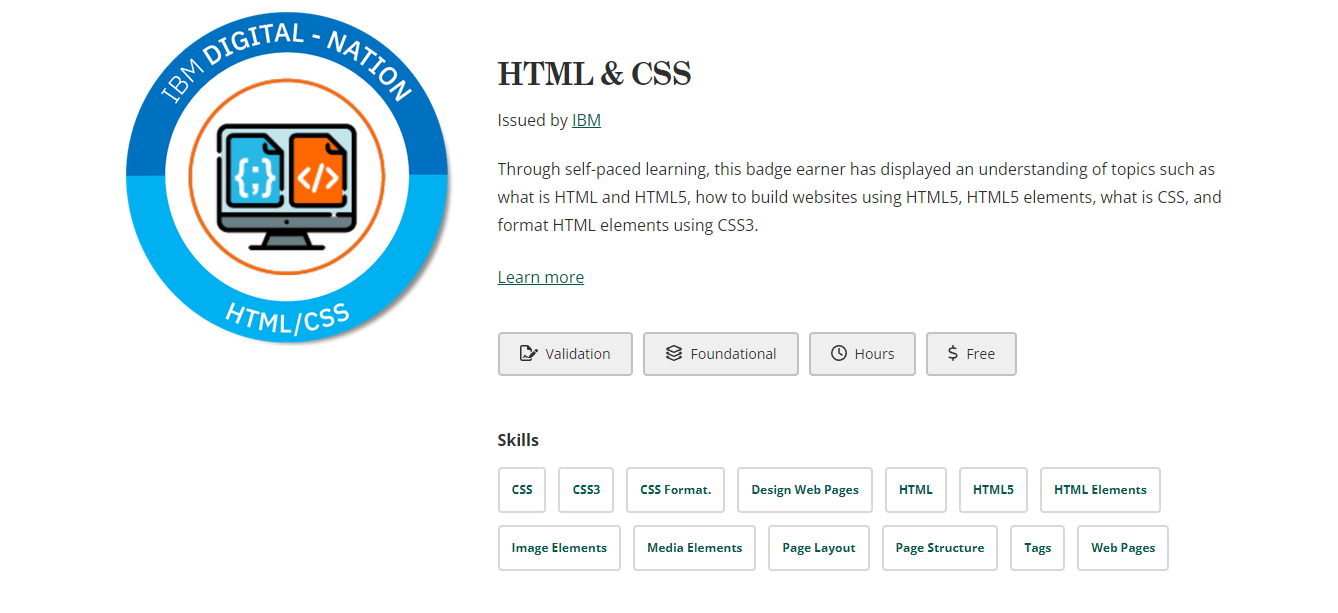 IBM DIGITAL - NATION
{;}
</>
HTML/CSS
HTML & CSS
Issued by IBM
Through self-paced learning, this badge earner has displayed an understanding of topics such as
what is HTML and HTML5, how to build websites using HTML5, HTML5 elements, what is CSS, and
format HTML elements using CSS3.
Learn more
Validation Foundational Hours $ Free
Skills
CSS CSS3 CSS Format. Design Web Pages HTML HTML5 HTML Elements
Image Elements Media Elements Page Layout Page Structure Tags Web Pages